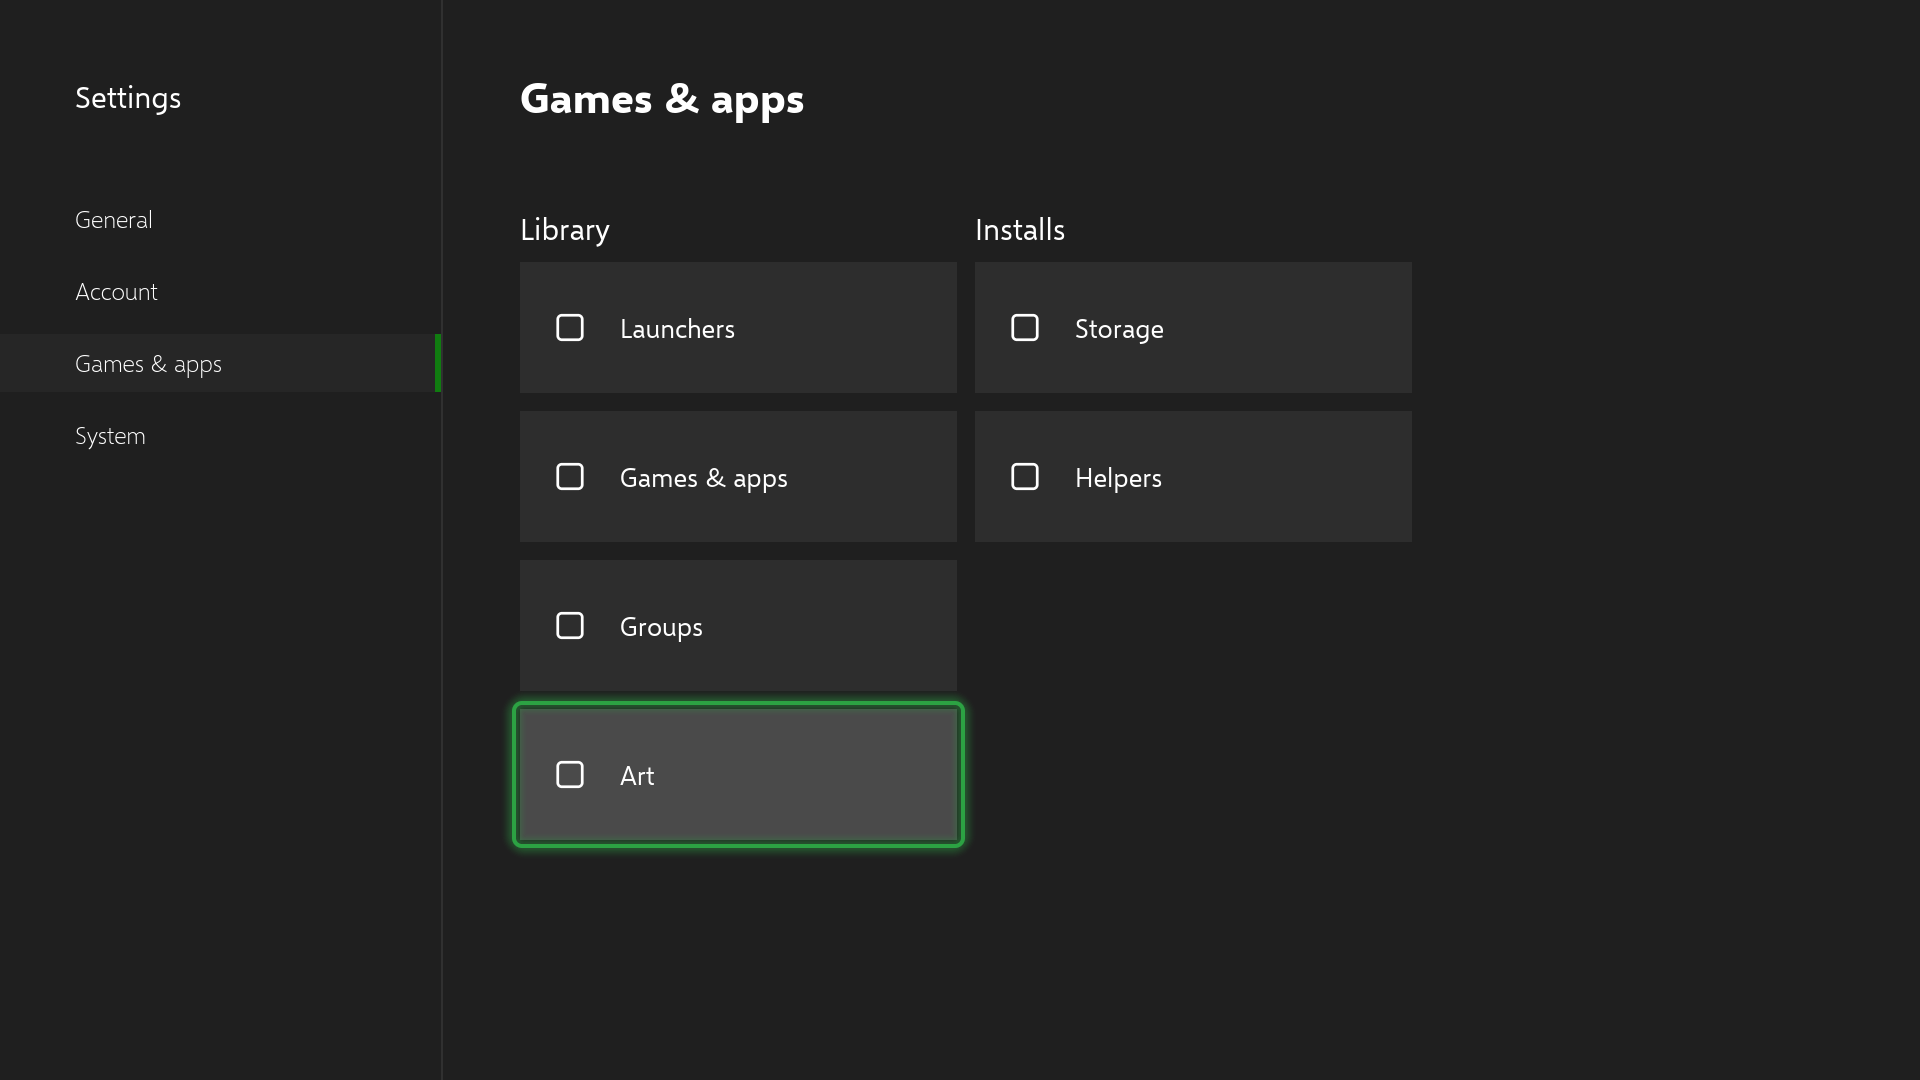 Settings
General
Account
Games & apps
System
Games & apps
Library
Launchers
Games & apps
Groups
Art
Installs
Storage
Helpers